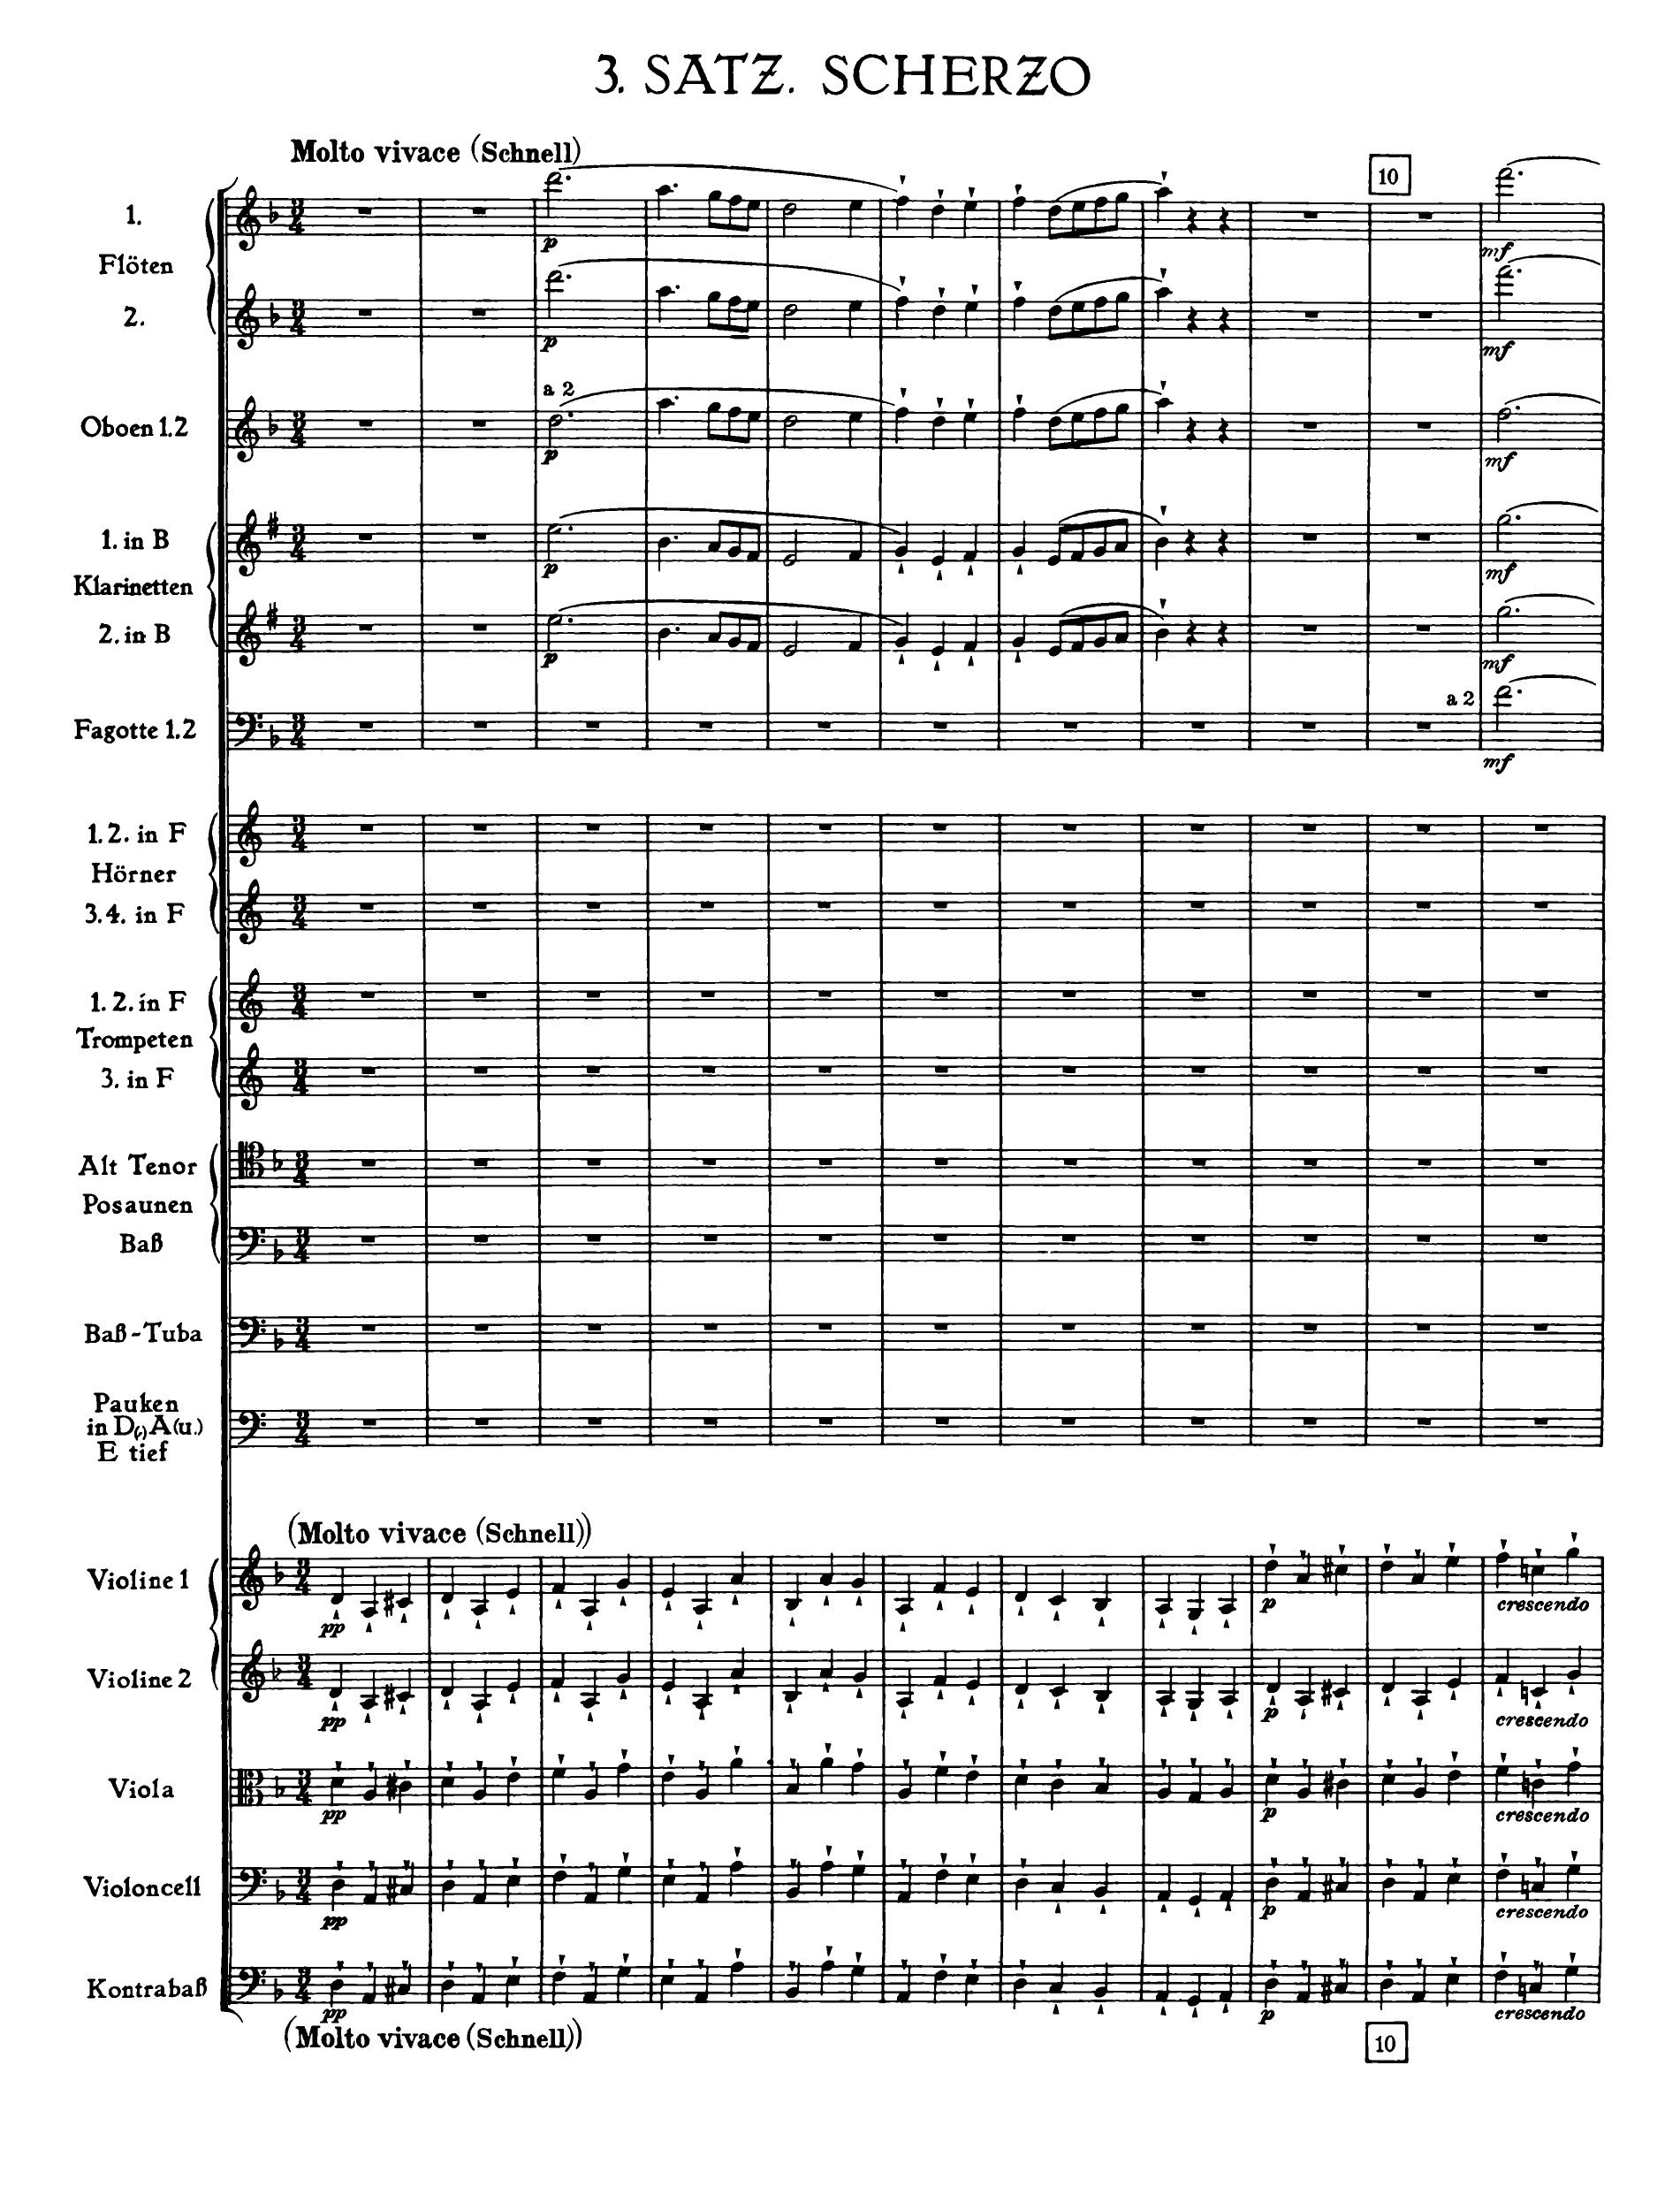 3. SATZ. SCHERZO
Molto vivace (Schnell)
10
1.
Flöten
2.
p
mf
p
mf
a 2
Oboen 1.2
p
mf
1. in B
Klarinetten
2. in B
p
mf
p
mf
a 2
Fagotte 1.2
mf
1. 2. in F
Hörner
3. 4. in F
1. 2. in F
Trompeten
3. in F
Alt Tenor
Posaunen
Baß
Baß-Tuba
Pauken
in D(,) A (u.)
E tief
(Molto vivace (Schnell))
Violine 1
pp
p
crescendo
Violine 2
pp
p
crescendo
Viola
pp
p
crescendo
Violoncell
pp
p
crescendo
Kontrabaß
pp
p
crescendo
(Molto vivace (Schnell))
10